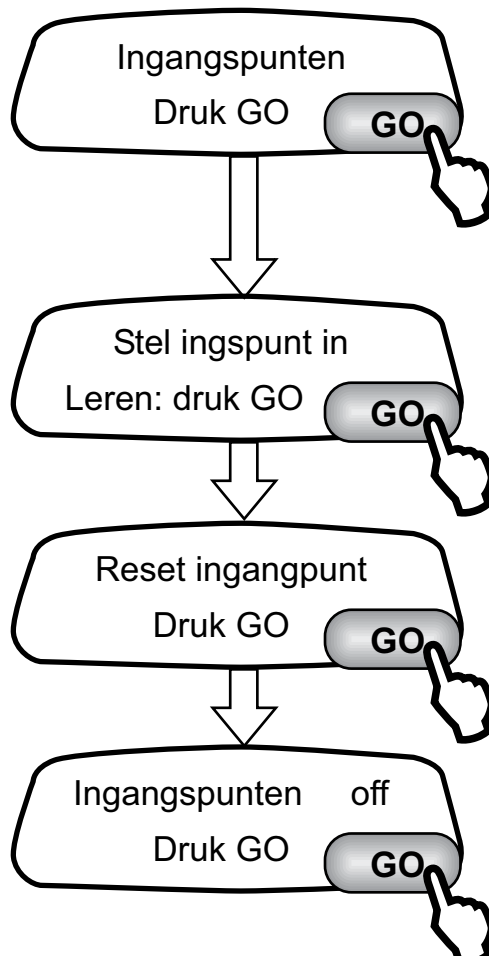 Ingangspunten
Druk GO GO
Stel ingspunt in
Leren: druk GO GO
Reset ingangpunt
Druk GO GO
Ingangspunten off
Druk GO GO